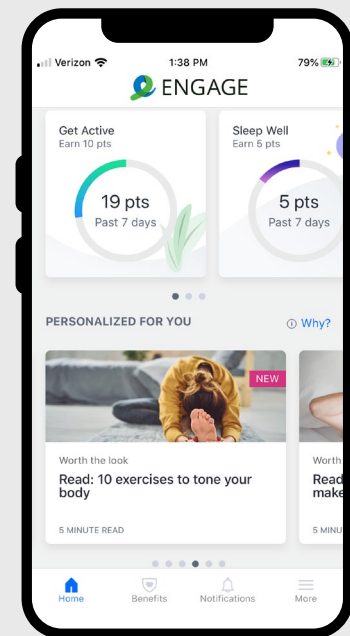 Verizon 1:38 PM 79%
ENGAGE
Get Active
Earn 10 pts
19 pts
Past 7 days
Sleep Well
Earn 5 pts
5 pts
Past 7 days
PERSONALIZED FOR YOU
Why?
NEW
Worth the look
Read: 10 exercises to tone your
body
5 MINUTE READ
Worth
Read
make
5 MINU
Home
Benefits
Notifications
More